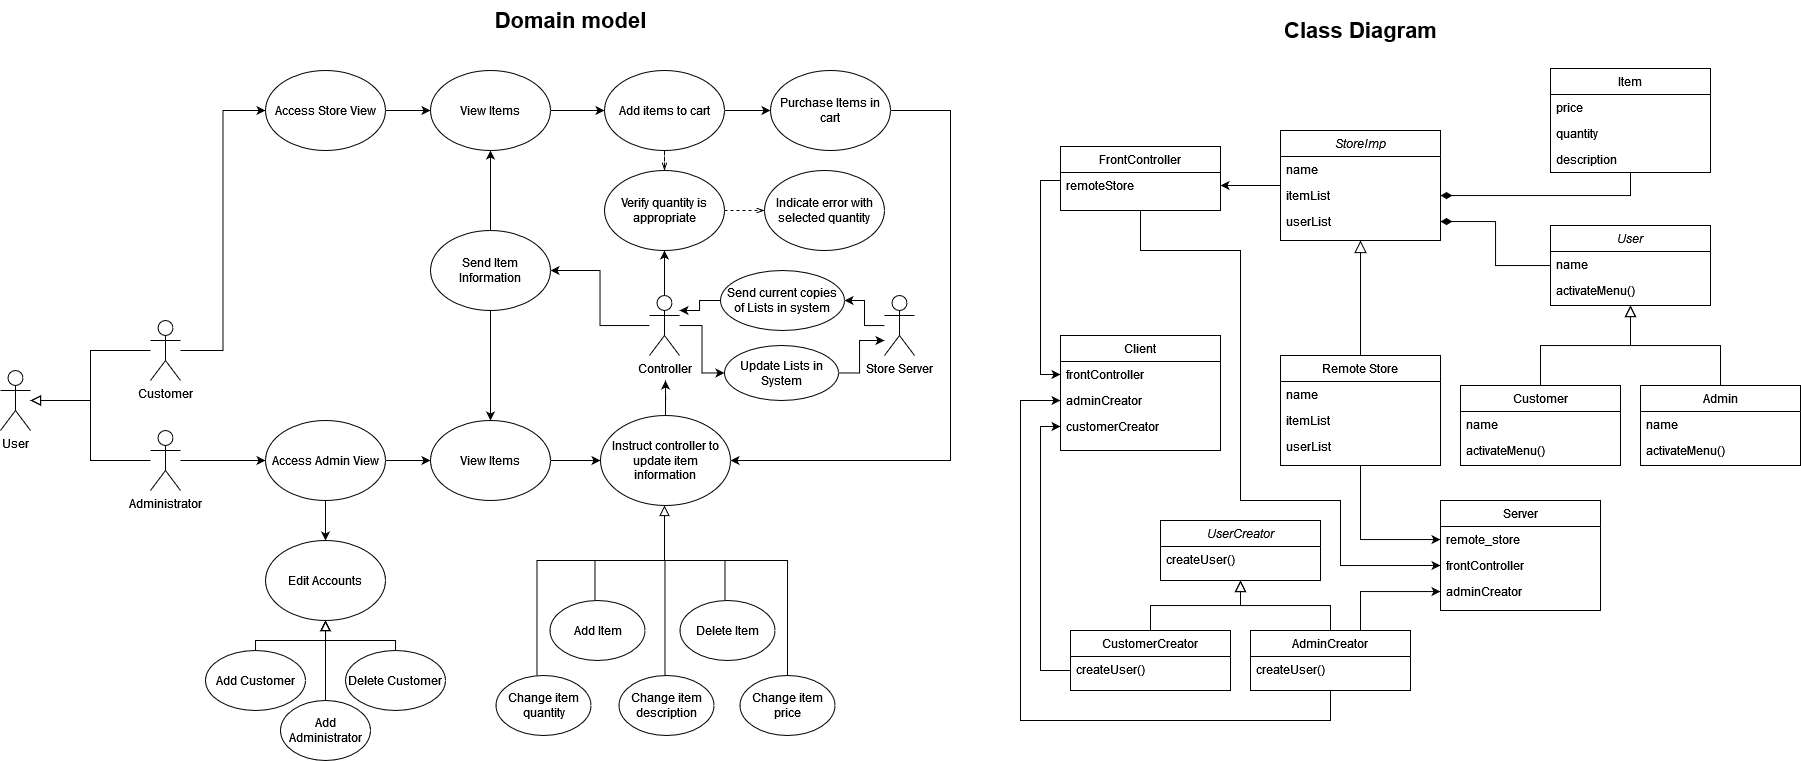 Domain model
Access Store View
View Items
Add items to cart
Purchase Items in
cart
Verify quantity is
appropriate
Indicate error with
selected quantity
Send Item
Information
Send current copies
of Lists in system
Controller
Update Lists in
System
Store Server
Customer
User
Administrator
Access Admin View
View Items
Instruct controller to
update item
information
Edit Accounts
Add Customer
Delete Customer
Add
Administrator
Add Item
Delete Item
Change item
quantity
Change item
description
Change item
price
Class Diagram
Item
price
quantity
description
StoreImp
name
itemList
userList
FrontController
remoteStore
User
name
activateMenu()
Client
frontController
adminCreator
customerCreator
Remote Store
name
itemList
userList
Customer
name
activateMenu()
Admin
name
activateMenu()
Server
remote_store
frontController
adminCreator
UserCreator
createUser()
CustomerCreator
createUser()
AdminCreator
createUser()